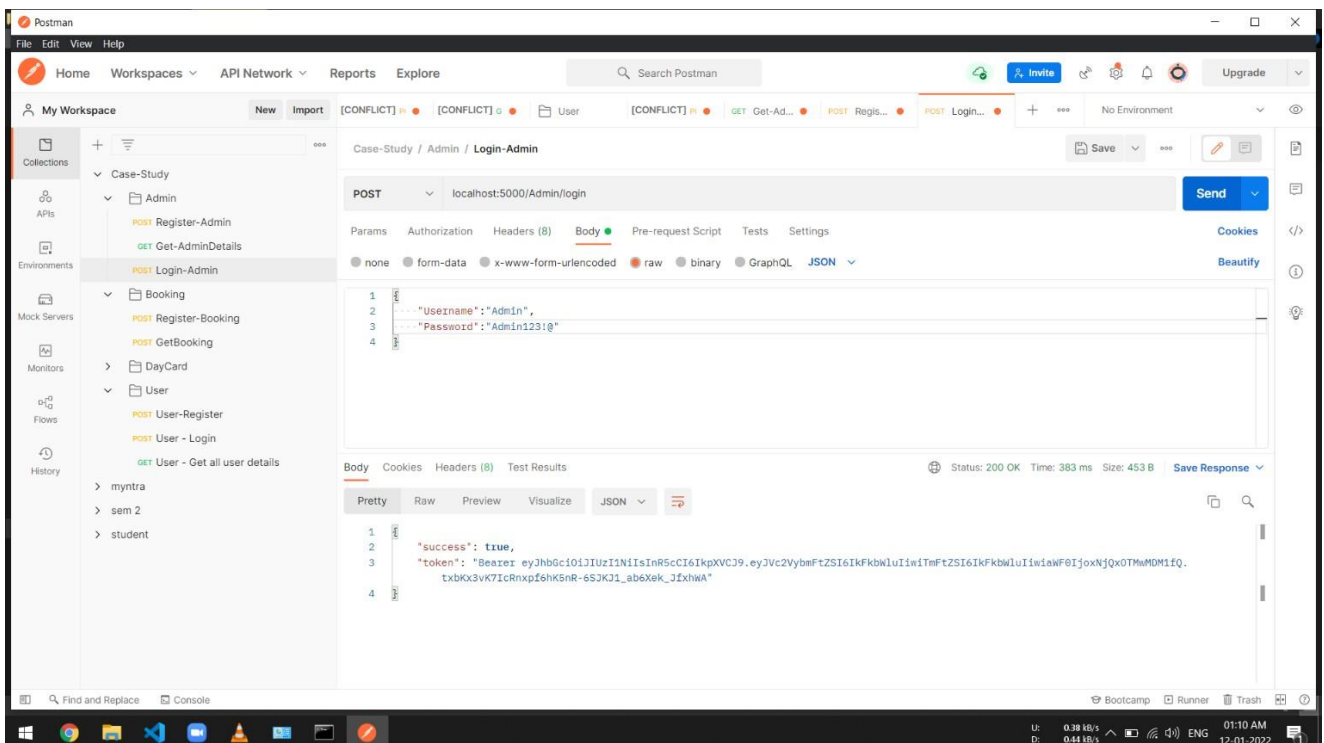 Postman
File Edit View Help
Home Workspaces API Network Reports Explore Search Postman Invite Upgrade
My Workspace New Import [CONFLICT] [CONFLICT] G User [CONFLICT] GET Get-Ad... POST Regis... POST Login... No Environment
Collections
APIs
Environments
Mock Servers
Monitors
Flows
History
Case-Study
Admin
POST Register-Admin
GET Get-AdminDetails
POST Login-Admin
Booking
POST Register-Booking
POST GetBooking
DayCard
User
POST User-Register
POST User - Login
GET User - Get all user details
myntra
sem 2
student
Case-Study / Admin / Login-Admin Save
POST localhost:5000/Admin/login Send
Params Authorization Headers (8) Body Pre-request Script Tests Settings Cookies
none form-data x-www-form-urlencoded raw binary GraphQL JSON Beautify
1 {
2 "Username":"Admin",
3 "Password":"Admin123!@"
4 }
Body Cookies Headers (8) Test Results Status: 200 OK Time: 383 ms Size: 453 B Save Response
Pretty Raw Preview Visualize JSON
1 {
2 "success": true,
3 "token": "Bearer eyJhbGciOiJIUzI1NiIsInR5cCI6IkpXVCJ9.eyJVc2VybmFtZSI6IkFkbWluIiwiTmFtZSI6IkFkbWluIiwiaWF0IjoxNjQxOTMwMDM1fQ.
txbKx3vK7IcRnxpf6hK5nR-6SJKJ1_ab6Xek_JfxhWA"
4 }
Find and Replace Console Bootcamp Runner Trash
U: 0.38 kB/s
D: 0.44 kB/s
ENG
01:10 AM
12-01-2022